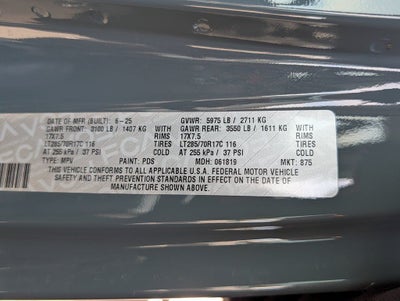 DATE OF MFR (BUILT): 6-25 GVWR: 5975 LB / 2711 KG
GAWR FRONT: 3100 LB / 1407 KG WITH GAWR REAR: 3550 LB / 1611 KG WITH
17X7.5 RIMS 17X7.5 RIMS
LT285/70R17C 116 TIRES LT285/70R17C 116 TIRES
AT 255 kPa / 37 PSI COLD AT 255 kPa / 37 PSI COLD
TYPE: MPV PAINT: PDS MDH: 061819 MKT: 875
THIS VEHICLE CONFORMS TO ALL APPLICABLE U.S.A. FEDERAL MOTOR VEHICLE
SAFETY AND THEFT PREVENTION STANDARDS IN EFFECT ON THE DATE
OF MANUFACTURE SHOWN ABOVE.